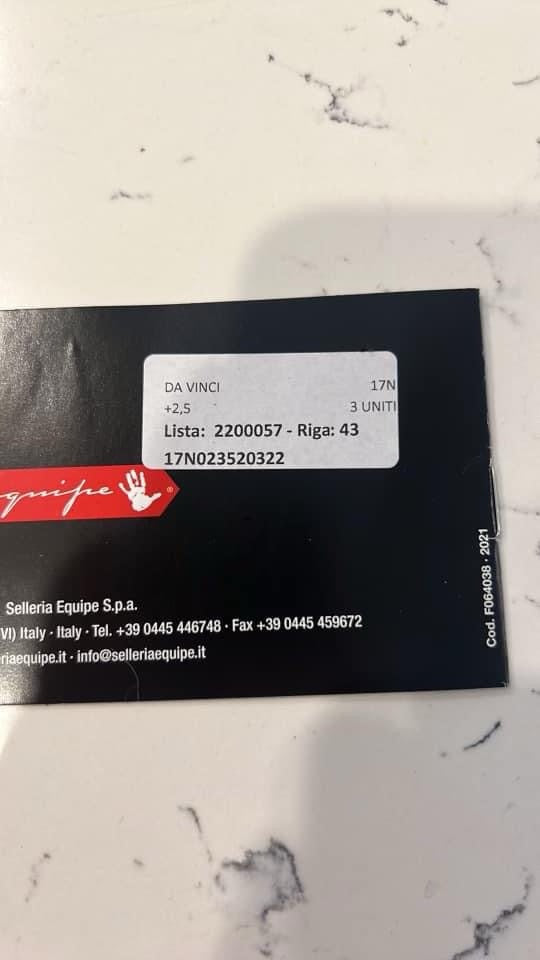 DA VINCI 17N
+2,5 3 UNITI
Lista: 2200057 - Riga: 43
17N023520322
equipe ®
Selleria Equipe S.p.a.
VI) Italy · Italy · Tel. +39 0445 446748 · Fax +39 0445 459672
riaequipe.it · info@selleriaequipe.it
Cod. F064038 · 2021